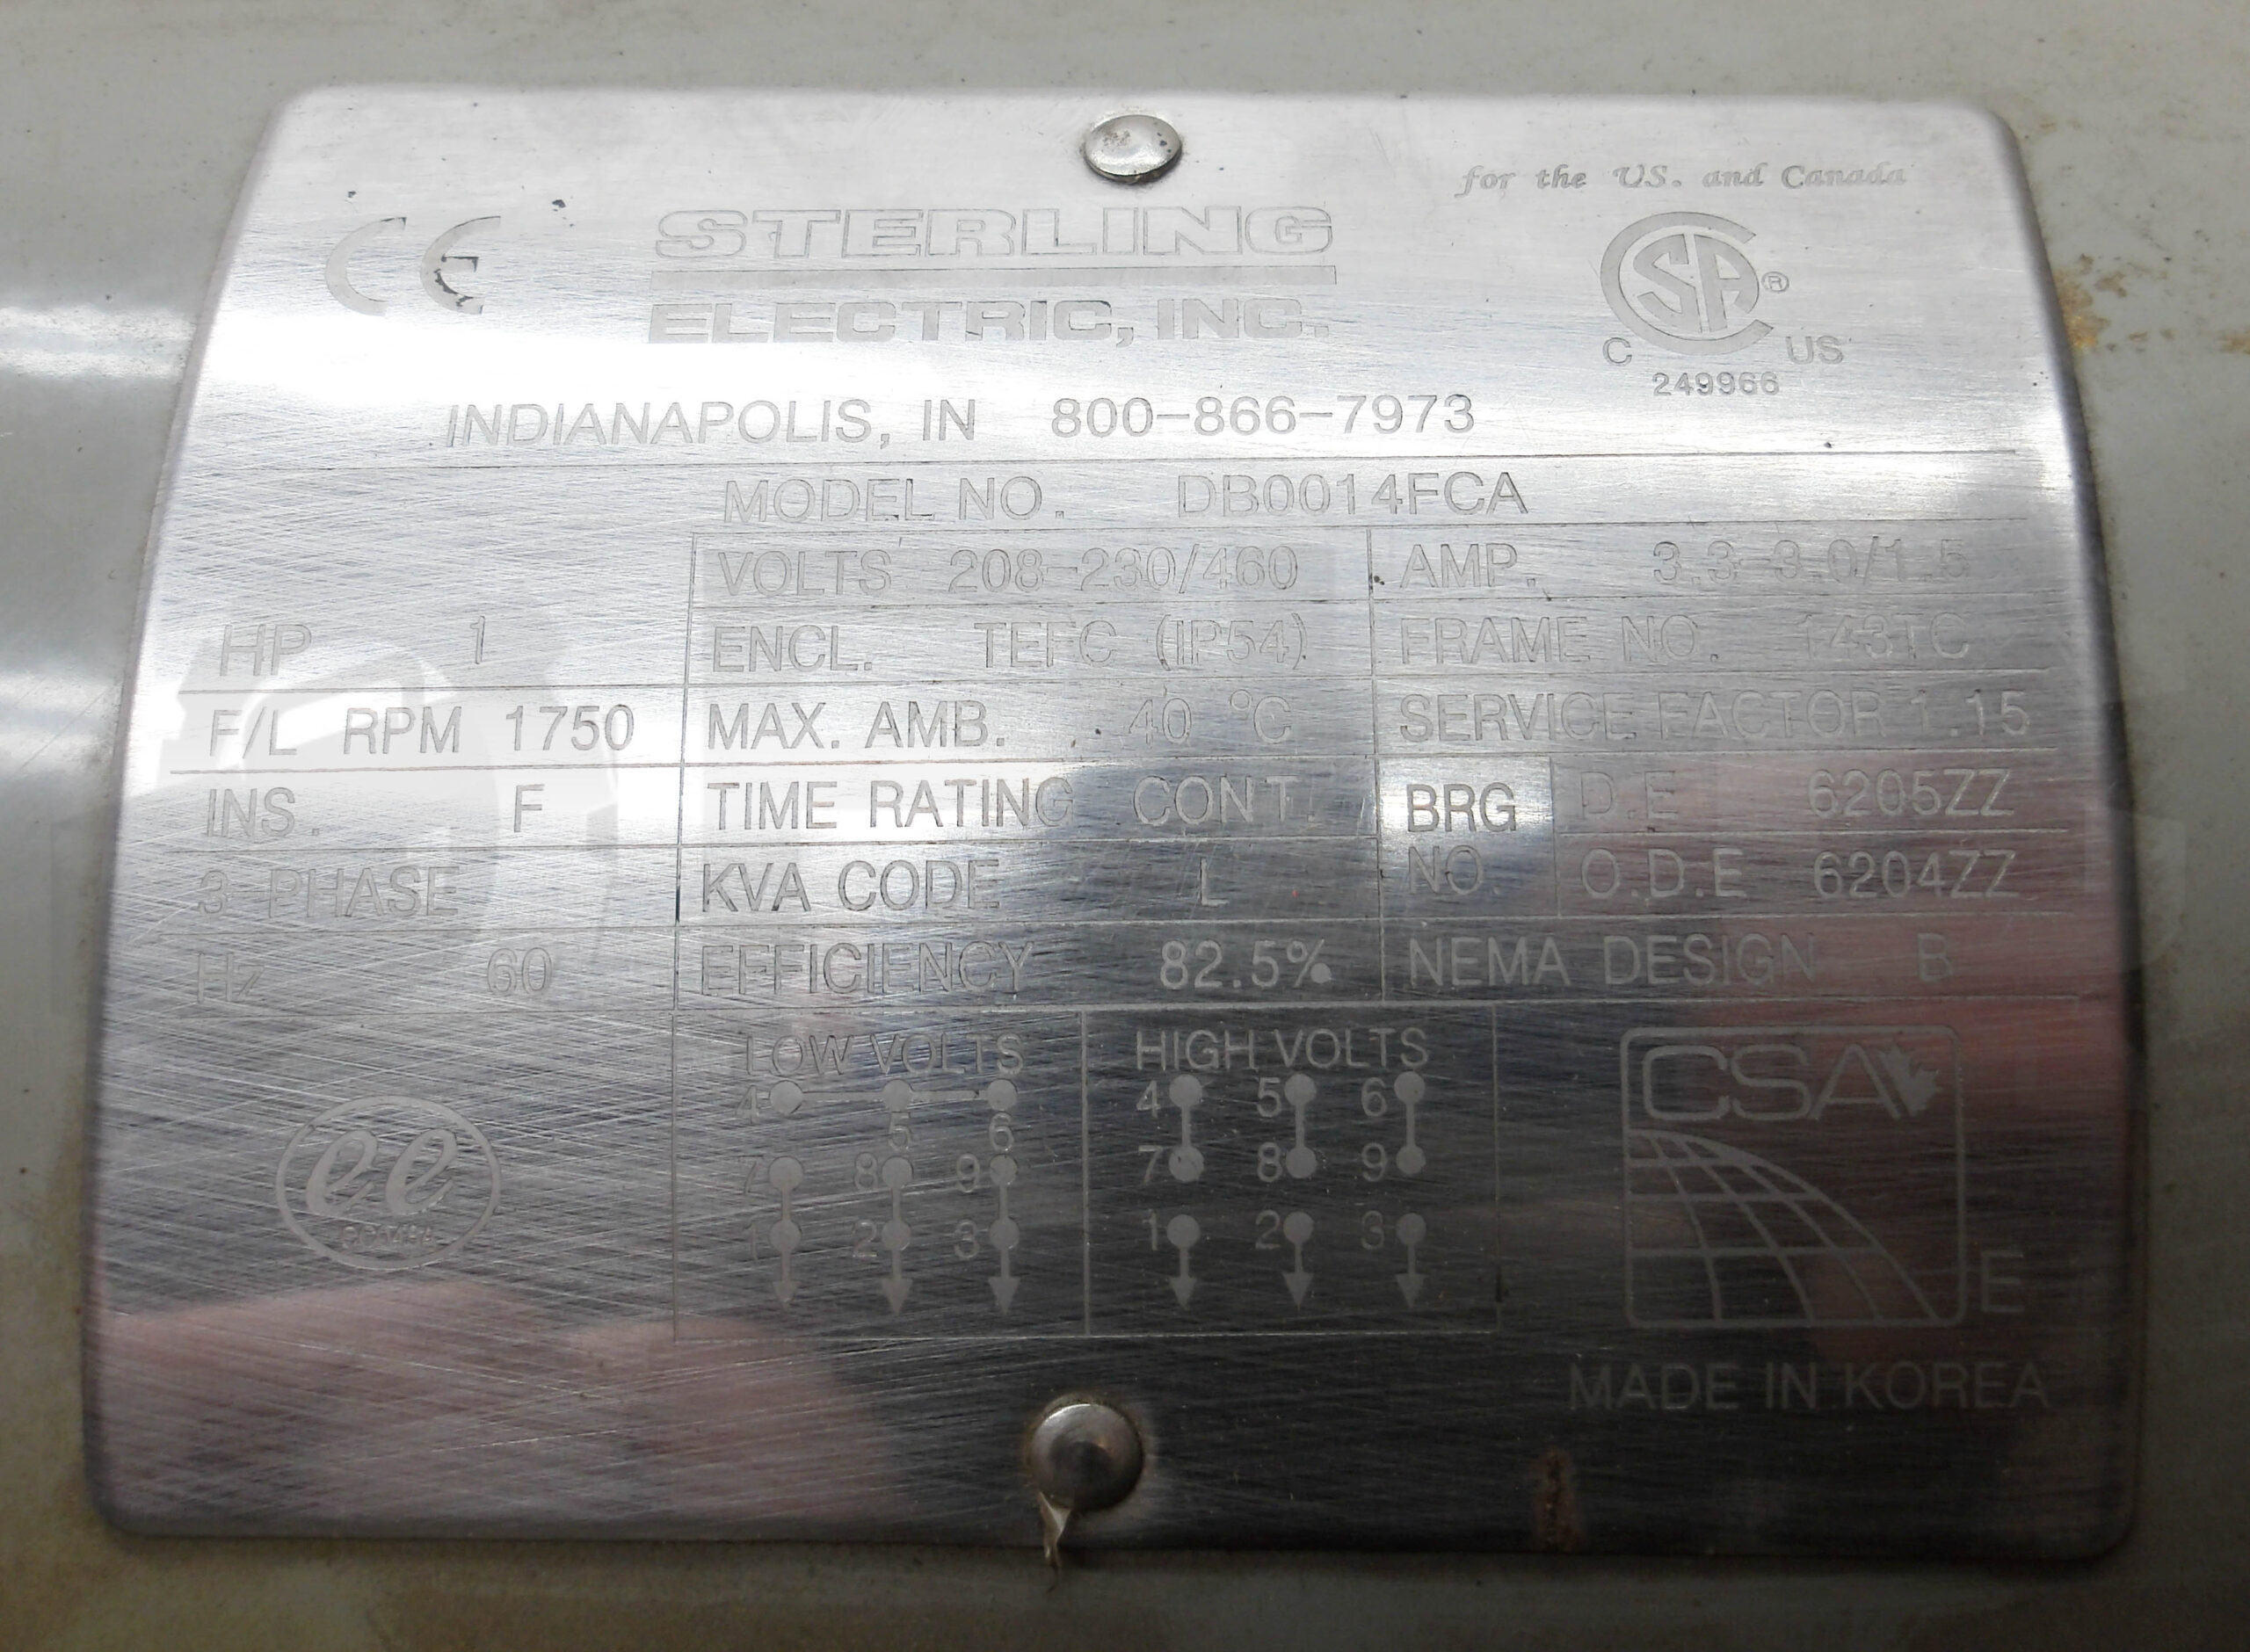 for the US. and Canada
CE
STERLING
ELECTRIC, INC.
CSA ®
C US
249966
INDIANAPOLIS, IN 800-866-7973
MODEL NO. DB0014FCA
VOLTS 208-230/460 AMP. 3.3-3.0/1.5
HP 1 ENCL. TEFC (IP54) FRAME NO. 143TC
F/L RPM 1750 MAX. AMB. 40 °C SERVICE FACTOR 1.15
INS. F TIME RATING CONT. BRG D.E 6205ZZ
3-PHASE KVA CODE L NO. O.D.E 6204ZZ
Hz 60 EFFICIENCY 82.5% NEMA DESIGN B
LOW VOLTS HIGH VOLTS
4 5 6 4 5 6
7 8 9 7 8 9
1 2 3 1 2 3
ee
CSA
E
MADE IN KOREA